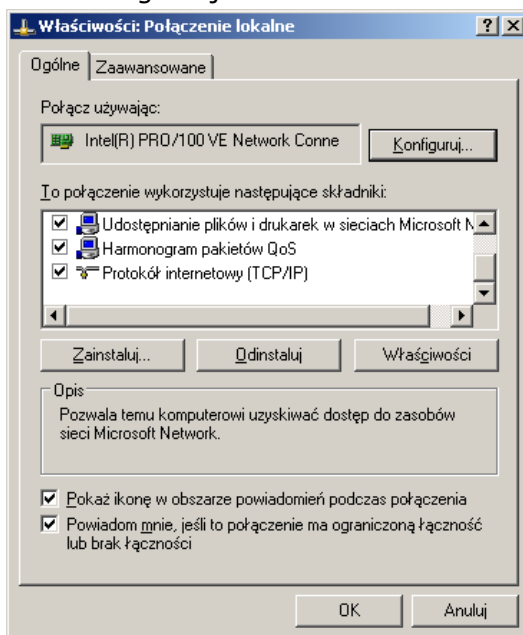 Właściwości: Połączenie lokalne
Ogólne
Zaawansowane
Połącz używając:
Intel(R) PRO/100 VE Network Conne
Konfiguruj...
To połączenie wykorzystuje następujące składniki:
Udostępnianie plików i drukarek w sieciach Microsoft N
Harmonogram pakietów QoS
Protokół internetowy (TCP/IP)
Zainstaluj...
Odinstaluj
Właściwości
Opis
Pozwala temu komputerowi uzyskiwać dostęp do zasobów
sieci Microsoft Network.
Pokaż ikonę w obszarze powiadomień podczas połączenia
Powiadom mnie, jeśli to połączenie ma ograniczoną łączność
lub brak łączności
OK
Anuluj